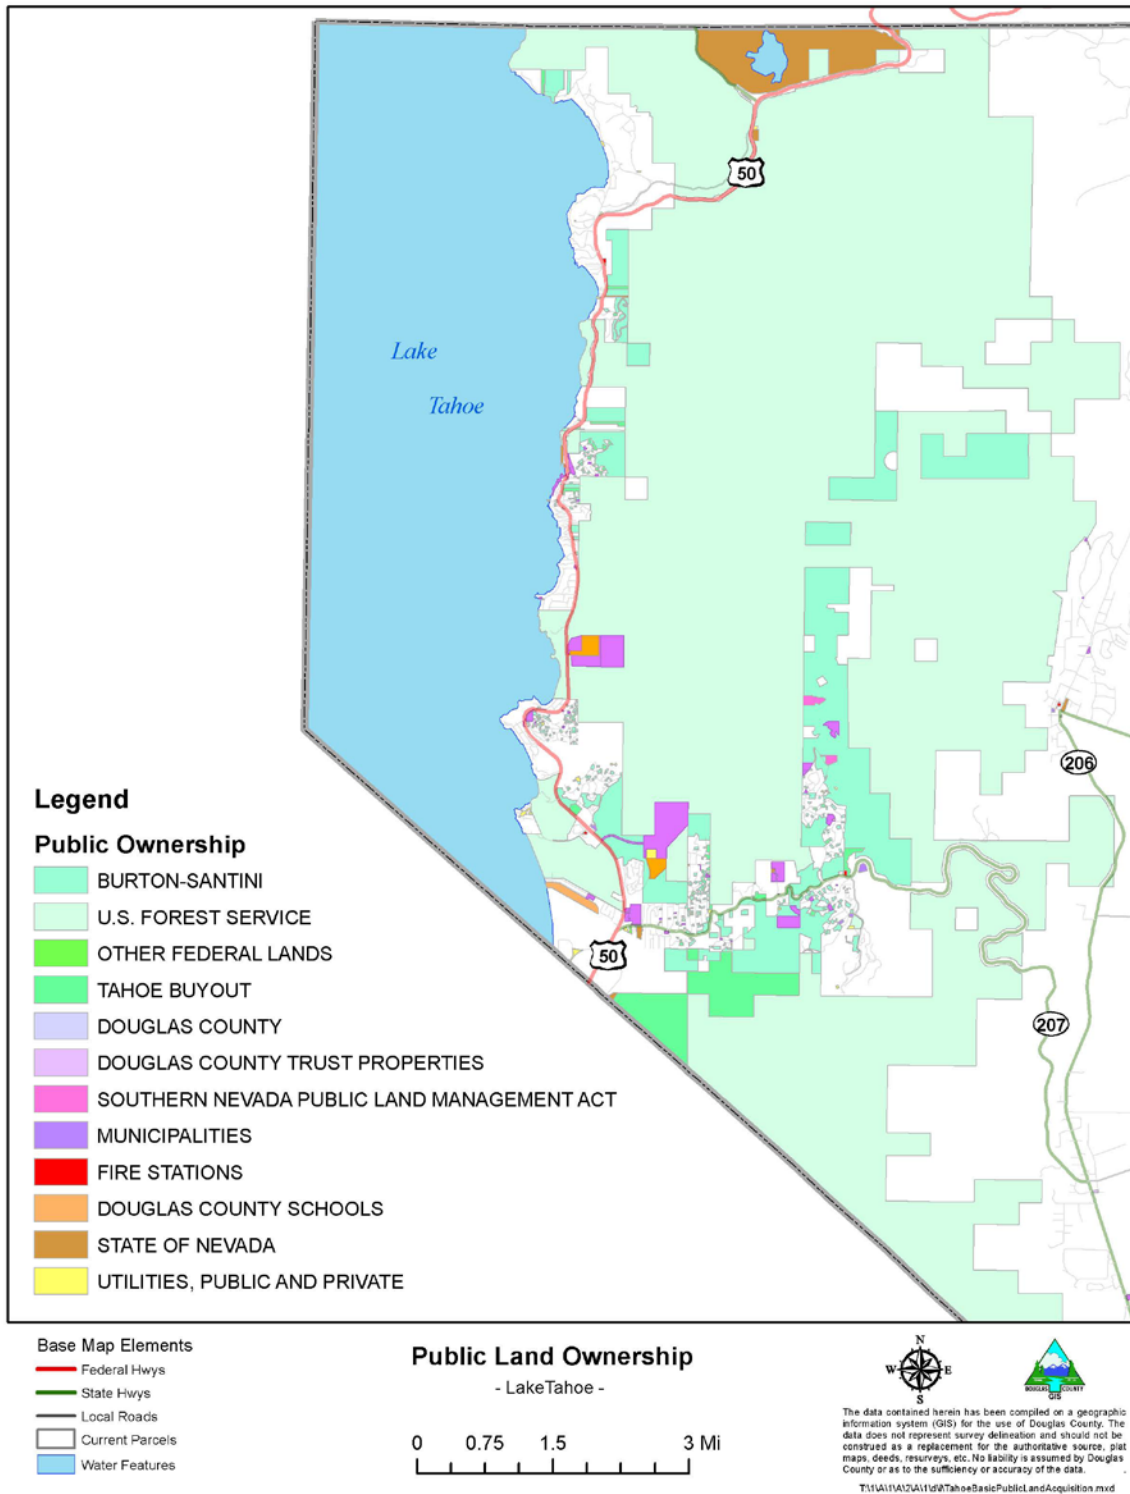 50
Lake
Tahoe
206
50
207
Legend
Public Ownership
BURTON-SANTINI
U.S. FOREST SERVICE
OTHER FEDERAL LANDS
TAHOE BUYOUT
DOUGLAS COUNTY
DOUGLAS COUNTY TRUST PROPERTIES
SOUTHERN NEVADA PUBLIC LAND MANAGEMENT ACT
MUNICIPALITIES
FIRE STATIONS
DOUGLAS COUNTY SCHOOLS
STATE OF NEVADA
UTILITIES, PUBLIC AND PRIVATE
Base Map Elements
Federal Hwys
State Hwys
Local Roads
Current Parcels
Water Features
Public Land Ownership
- LakeTahoe -
0 0.75 1.5 3 Mi
N
W E
S
DOUGLAS COUNTY
GIS
The data contained herein has been compiled on a geographic
information system (GIS) for the use of Douglas County. The
data does not represent survey delineation and should not be
construed as a replacement for the authoritative source, plat
maps, deeds, resurveys, etc. No liability is assumed by Douglas
County or as to the sufficiency or accuracy of the data.